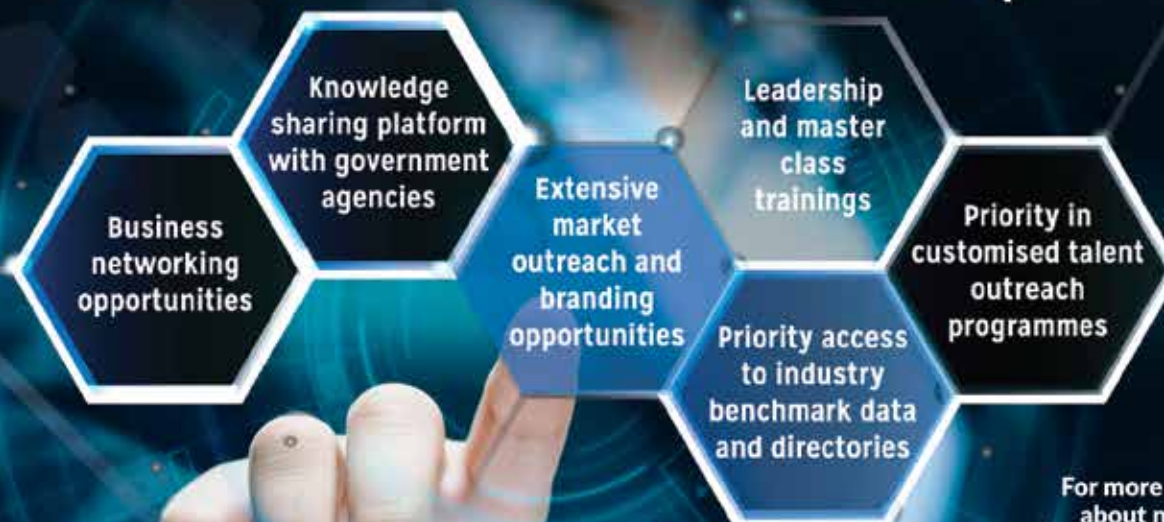 Business
networking
opportunities
Knowledge
sharing platform
with government
agencies
Extensive
market
outreach and
branding
opportunities
Leadership
and master
class
trainings
Priority access
to industry
benchmark data
and directories
Priority in
customised talent
outreach
programmes
For more
about